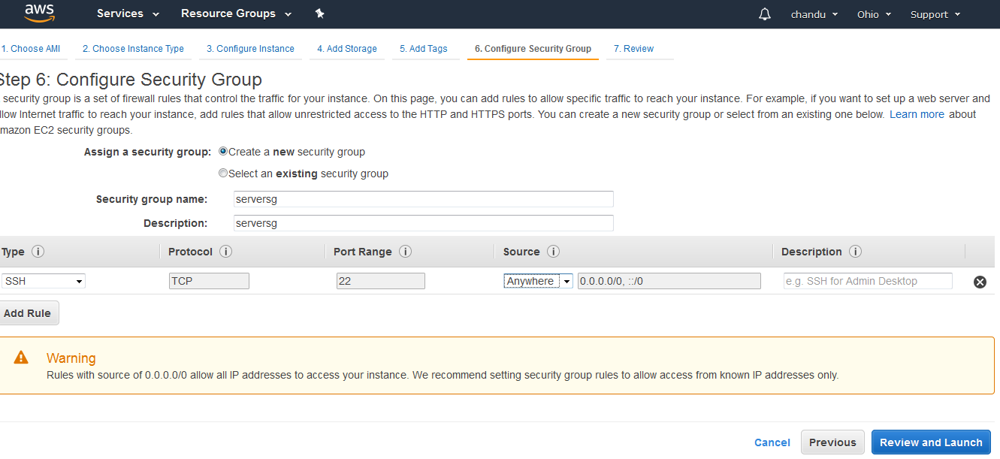 aws Services Resource Groups chandu Ohio Support
1. Choose AMI 2. Choose Instance Type 3. Configure Instance 4. Add Storage 5. Add Tags 6. Configure Security Group 7. Review
Step 6: Configure Security Group
security group is a set of firewall rules that control the traffic for your instance. On this page, you can add rules to allow specific traffic to reach your instance. For example, if you want to set up a web server and
llow Internet traffic to reach your instance, add rules that allow unrestricted access to the HTTP and HTTPS ports. You can create a new security group or select from an existing one below. Learn more about
mazon EC2 security groups.
Assign a security group: Create a new security group
Select an existing security group
Security group name: serversg
Description: serversg
Type i Protocol i Port Range i Source i Description i
SSH TCP 22 Anywhere 0.0.0.0/0, ::/0 e.g. SSH for Admin Desktop
Add Rule
Warning
Rules with source of 0.0.0.0/0 allow all IP addresses to access your instance. We recommend setting security group rules to allow access from known IP addresses only.
Cancel Previous Review and Launch